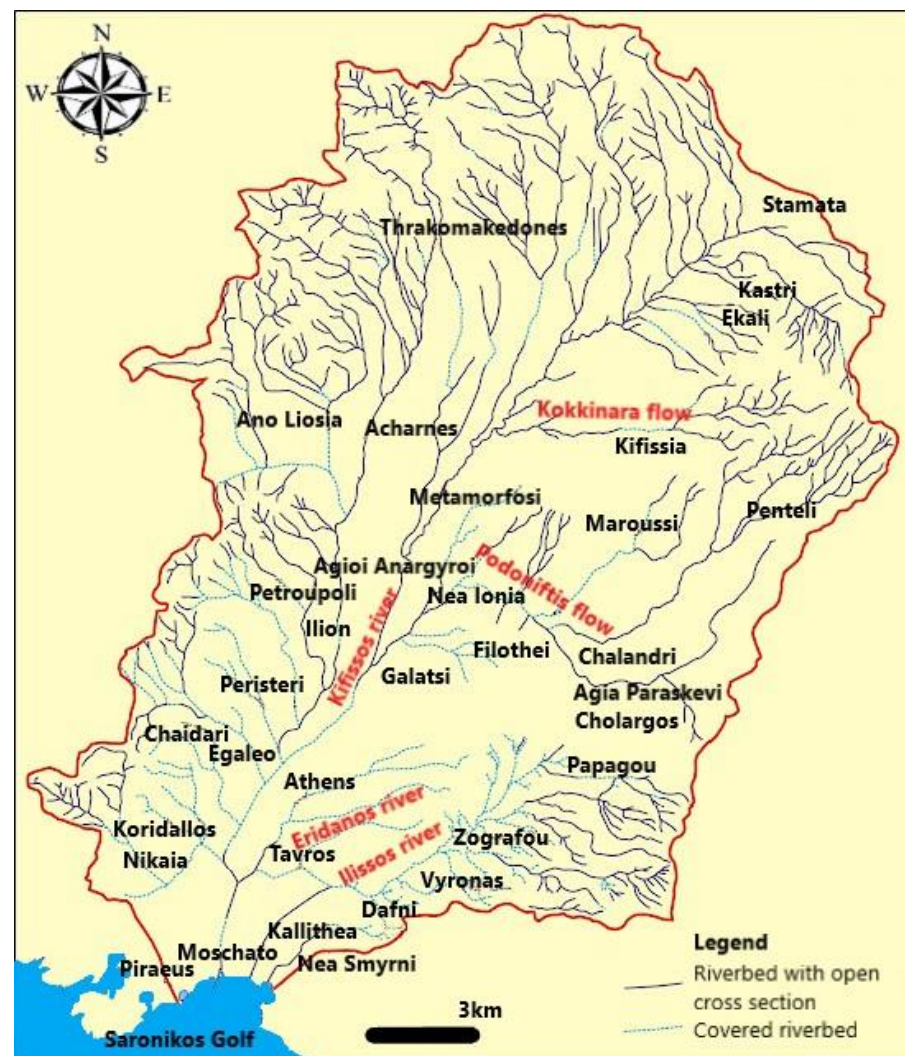 N
W
E
S
Stamata
Thrakomakedones
Kastri
Ekali
Kokkinara flow
Ano Liosia
Acharnes
Kifissia
Metamorfosi
Maroussi
Penteli
Agioi Anargyroi
Podoniftis flow
Petroupoli
Nea Ionia
Ilion
Kifissos river
Filothei
Chalandri
Galatsi
Peristeri
Agia Paraskevi
Cholargos
Chaidari
Egaleo
Papagou
Athens
Eridanos river
Koridallos
Zografou
Nikaia
Tavros
Ilissos river
Vyronas
Dafni
Kallithea
Moschato
Nea Smyrni
Piraeus
Saronikos Golf
3km
Legend
Riverbed with open
cross section
Covered riverbed